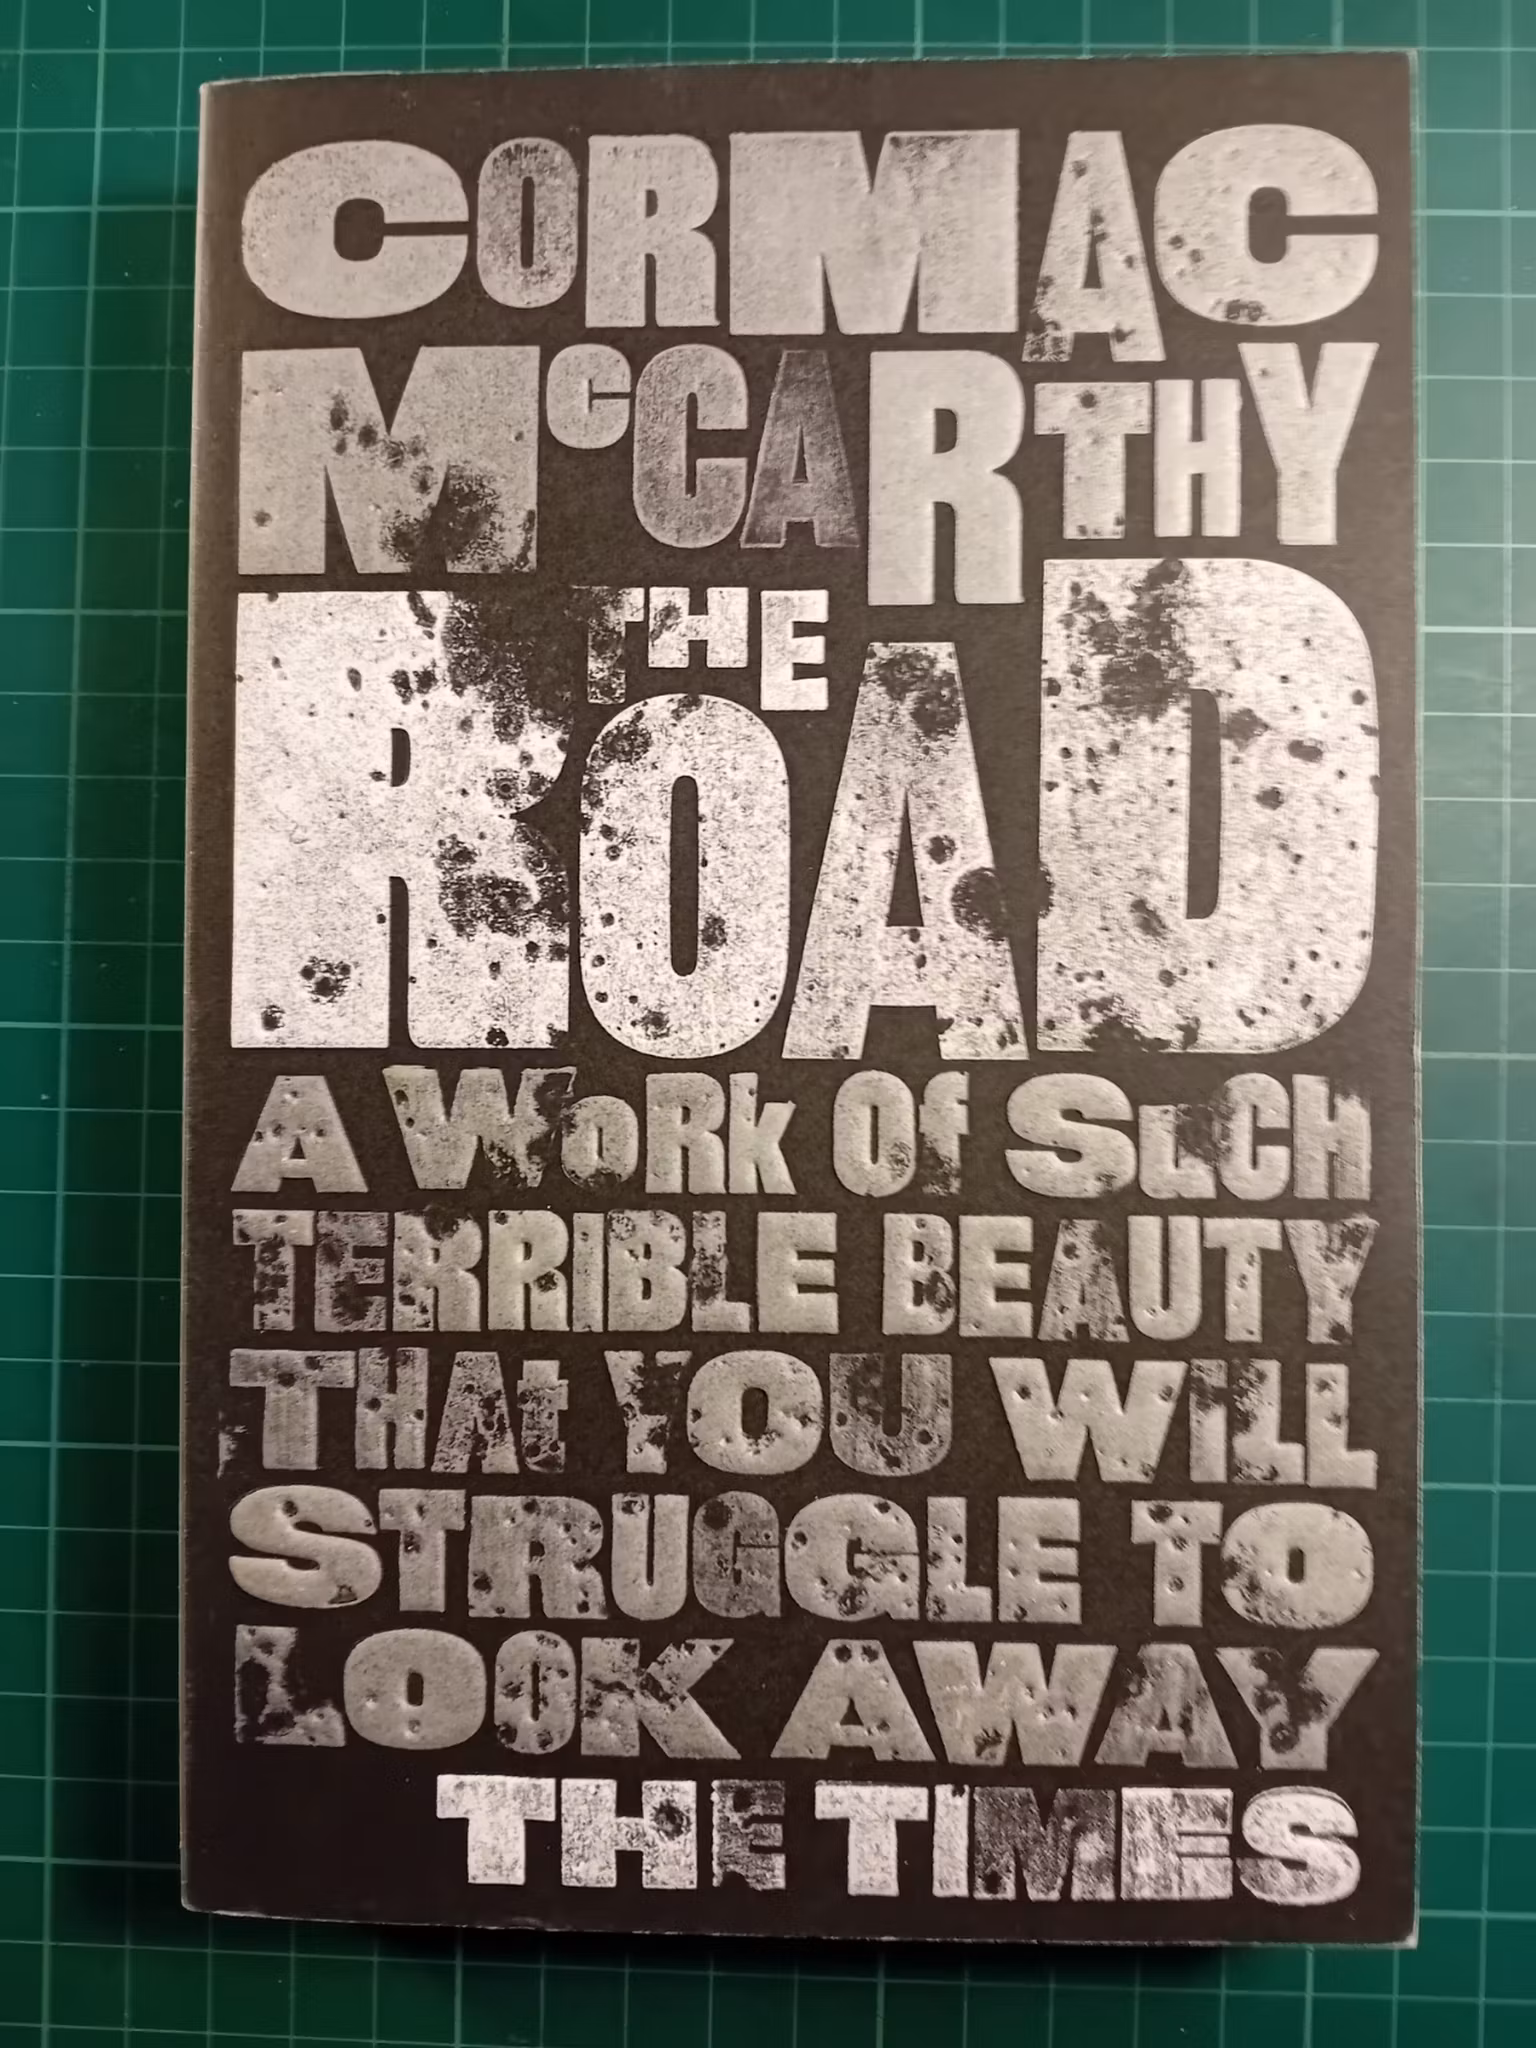 CORMAC
McCARTHY
THE
ROAD
A WoRk Of SuCH
TERRIBLE BEAUTY
THAt YOU WiLL
STRUGGLE TO
LOOK AWAY
THE TIMES